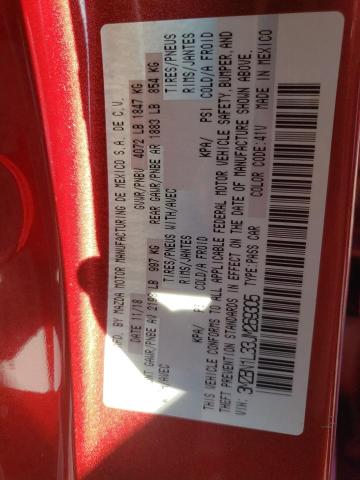 MFD. BY MAZDA MOTOR MANUFACTURING DE MEXICO S.A. DE C.V.
DATE 11/18 GVWR/PNBV 4072 LB 1847 KG
FRONT GAWR/PNBE AV 2198 LB 997 KG REAR GAWR/PNBE AR 1883 LB 854 KG
WITH/AVEC TIRES/PNEUS WITH/AVEC TIRES/PNEUS
RIMS/JANTES RIMS/JANTES
PSI COLD/A FROID KPA/ PSI COLD/A FROID
THIS VEHICLE CONFORMS TO ALL APPLICABLE FEDERAL MOTOR VEHICLE SAFETY, BUMPER, AND
THEFT PREVENTION STANDARDS IN EFFECT ON THE DATE OF MANUFACTURE SHOWN ABOVE.
VIN: 3MZBN1L33JM269305 TYPE:PASS CAR COLOR CODE:41V MADE IN MEXICO